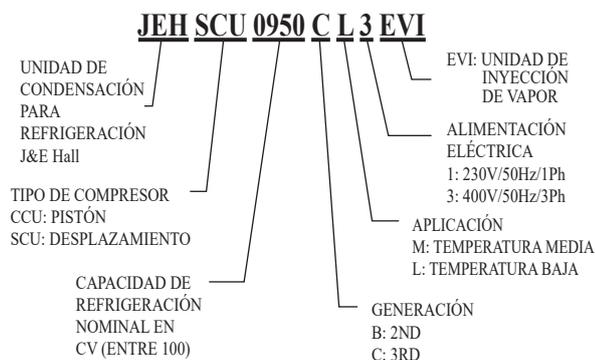 JEH SCU 0950 C L 3 EVI
UNIDAD DE
CONDENSACIÓN
PARA
REFRIGERACIÓN
J&E Hall
TIPO DE COMPRESOR
CCU: PISTÓN
SCU: DESPLAZAMIENTO
CAPACIDAD DE
REFRIGERACIÓN
NOMINAL EN
CV (ENTRE 100)
EVI: UNIDAD DE
INYECCIÓN
DE VAPOR
ALIMENTACIÓN
ELÉCTRICA
1: 230V/50Hz/1Ph
3: 400V/50Hz/3Ph
APLICACIÓN
M: TEMPERATURA MEDIA
L: TEMPERATURA BAJA
GENERACIÓN
B: 2ND
C: 3RD